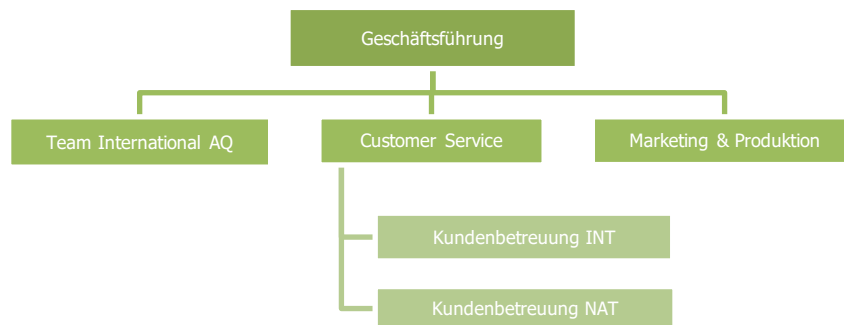 Geschäftsführung
Team International AQ
Customer Service
Marketing & Produktion
Kundenbetreuung INT
Kundenbetreuung NAT